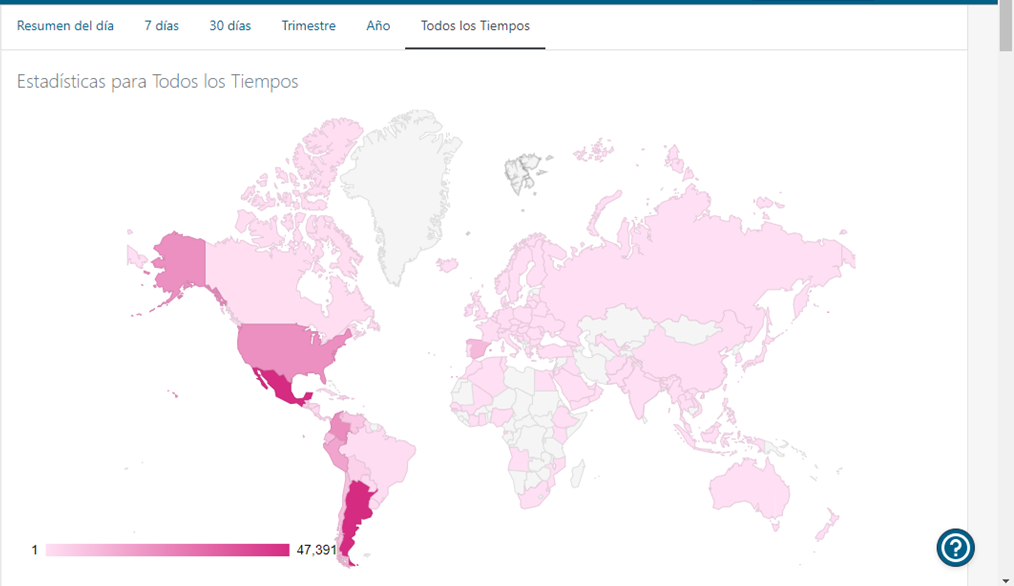 Resumen del día 7 días 30 días Trimestre Año Todos los Tiempos
Estadísticas para Todos los Tiempos
1 47,391
?